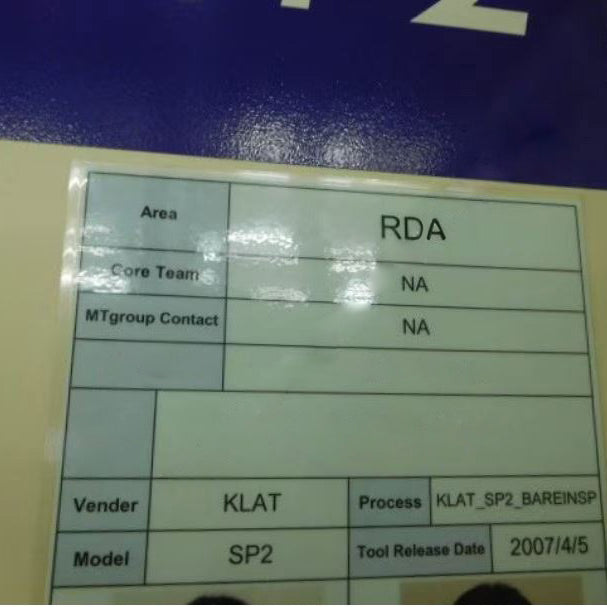 Area RDA
Core Team NA
MTgroup Contact NA
Vender KLAT Process KLAT_SP2_BAREINSP
Model SP2 Tool Release Date 2007/4/5